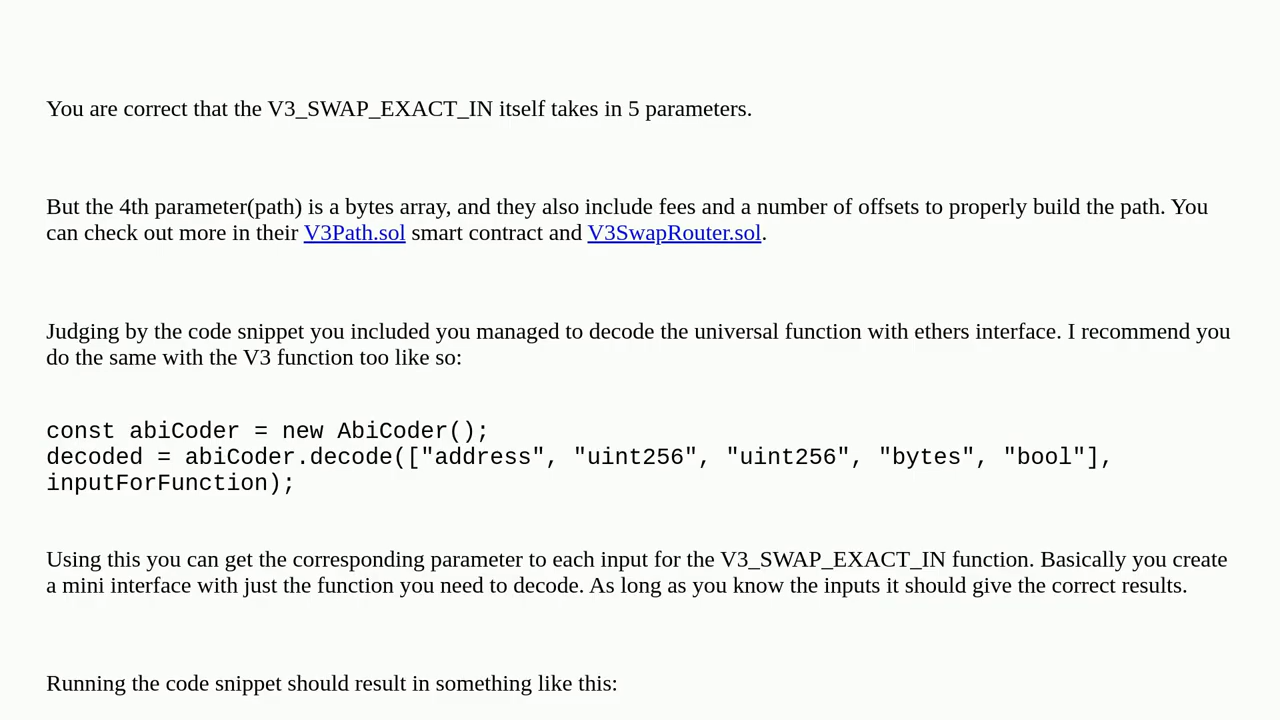 You are correct that the V3_SWAP_EXACT_IN itself takes in 5 parameters.
But the 4th parameter(path) is a bytes array, and they also include fees and a number of offsets to properly build the path. You
can check out more in their V3Path.sol smart contract and V3SwapRouter.sol.
Judging by the code snippet you included you managed to decode the universal function with ethers interface. I recommend you
do the same with the V3 function too like so:
const abiCoder = new AbiCoder();
decoded = abiCoder.decode(["address", "uint256", "uint256", "bytes", "bool"],
inputForFunction);
Using this you can get the corresponding parameter to each input for the V3_SWAP_EXACT_IN function. Basically you create
a mini interface with just the function you need to decode. As long as you know the inputs it should give the correct results.
Running the code snippet should result in something like this: